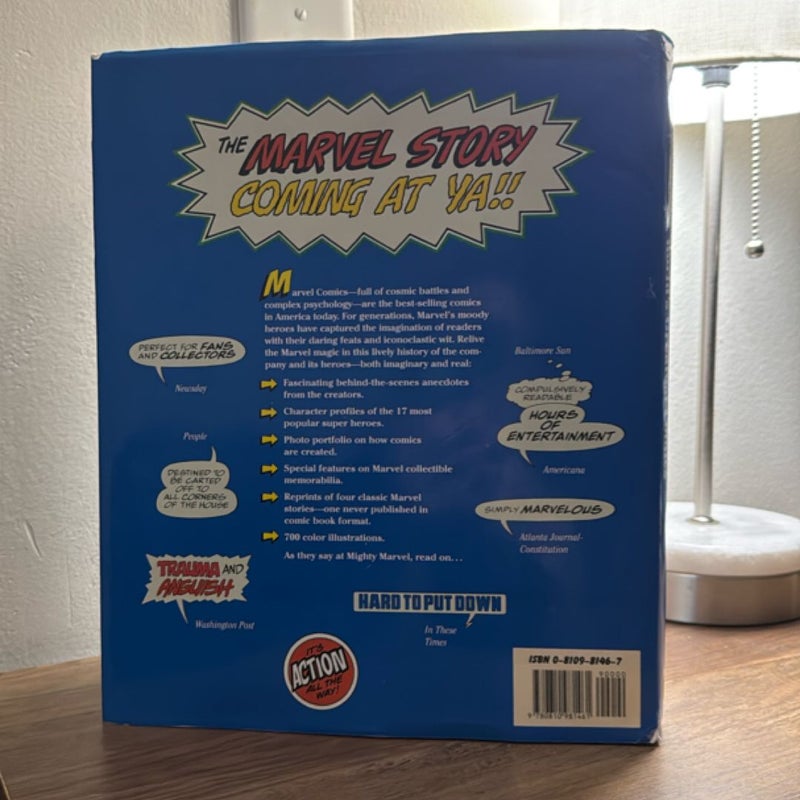 THE MARVEL STORY
COMING AT YA!!
Marvel Comics—full of cosmic battles and
complex psychology—are the best-selling comics
in America today. For generations, Marvel's moody
heroes have captured the imagination of readers
with their daring feats and iconoclastic wit. Relive
the Marvel magic in this lively history of the com-
pany and its heroes—both imaginary and real:
Fascinating behind-the-scenes anecdotes
from the creators.
Character profiles of the 17 most
popular super heroes.
Photo portfolio on how comics
are created.
Special features on Marvel collectible
memorabilia.
Reprints of four classic Marvel
stories—one never published in
comic book format.
700 color illustrations.
As they say at Mighty Marvel, read on...
PERFECT FOR FANS
AND COLLECTORS
Newsday
People
DESTINED TO
BE CARTED
OFF TO
ALL CORNERS
OF THE HOUSE
TRAUMA AND
ANGUISH
Washington Post
Baltimore Sun
COMPULSIVELY
READABLE
HOURS
OF
ENTERTAINMENT
Americana
SIMPLY MARVELOUS
Atlanta Journal-
Constitution
HARD TO PUT DOWN
In These
Times
IT'S
ACTION
ALL THE
WAY!
ISBN 0-8109-8146-7
90000
9 780810 981461